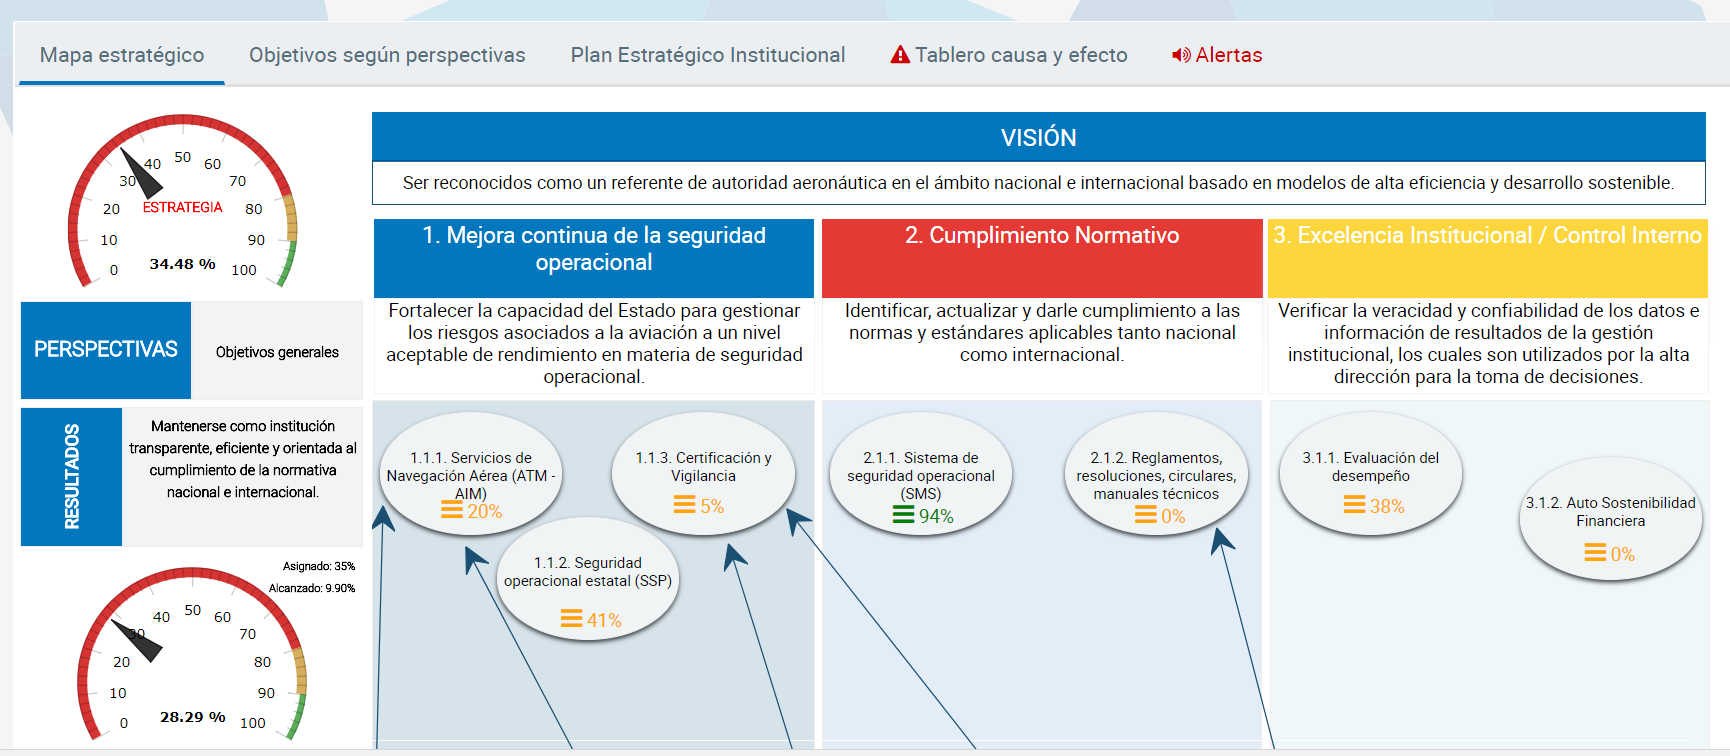 Mapa estratégico
Objetivos según perspectivas
Plan Estratégico Institucional
Tablero causa y efecto
Alertas
0
10
20
30
40
50
60
70
80
90
100
ESTRATEGIA
34.48 %
VISIÓN
Ser reconocidos como un referente de autoridad aeronáutica en el ámbito nacional e internacional basado en modelos de alta eficiencia y desarrollo sostenible.
1. Mejora continua de la seguridad
operacional
2. Cumplimiento Normativo
3. Excelencia Institucional / Control Interno
PERSPECTIVAS
Objetivos generales
Fortalecer la capacidad del Estado para gestionar
los riesgos asociados a la aviación a un nivel
aceptable de rendimiento en materia de seguridad
operacional.
Identificar, actualizar y darle cumplimiento a las
normas y estándares aplicables tanto nacional
como internacional.
Verificar la veracidad y confiabilidad de los datos e
información de resultados de la gestión
institucional, los cuales son utilizados por la alta
dirección para la toma de decisiones.
RESULTADOS
Mantenerse como institución
transparente, eficiente y orientada al
cumplimiento de la normativa
nacional e internacional.
1.1.1. Servicios de
Navegación Aérea (ATM -
AIM)
20%
1.1.3. Certificación y
Vigilancia
5%
1.1.2. Seguridad
operacional estatal (SSP)
41%
2.1.1. Sistema de
seguridad operacional
(SMS)
94%
2.1.2. Reglamentos,
resoluciones, circulares,
manuales técnicos
0%
3.1.1. Evaluación del
desempeño
38%
3.1.2. Auto Sostenibilidad
Financiera
0%
Asignado: 35%
Alcanzado: 9.90%
0
10
20
30
40
50
60
70
80
90
100
28.29 %